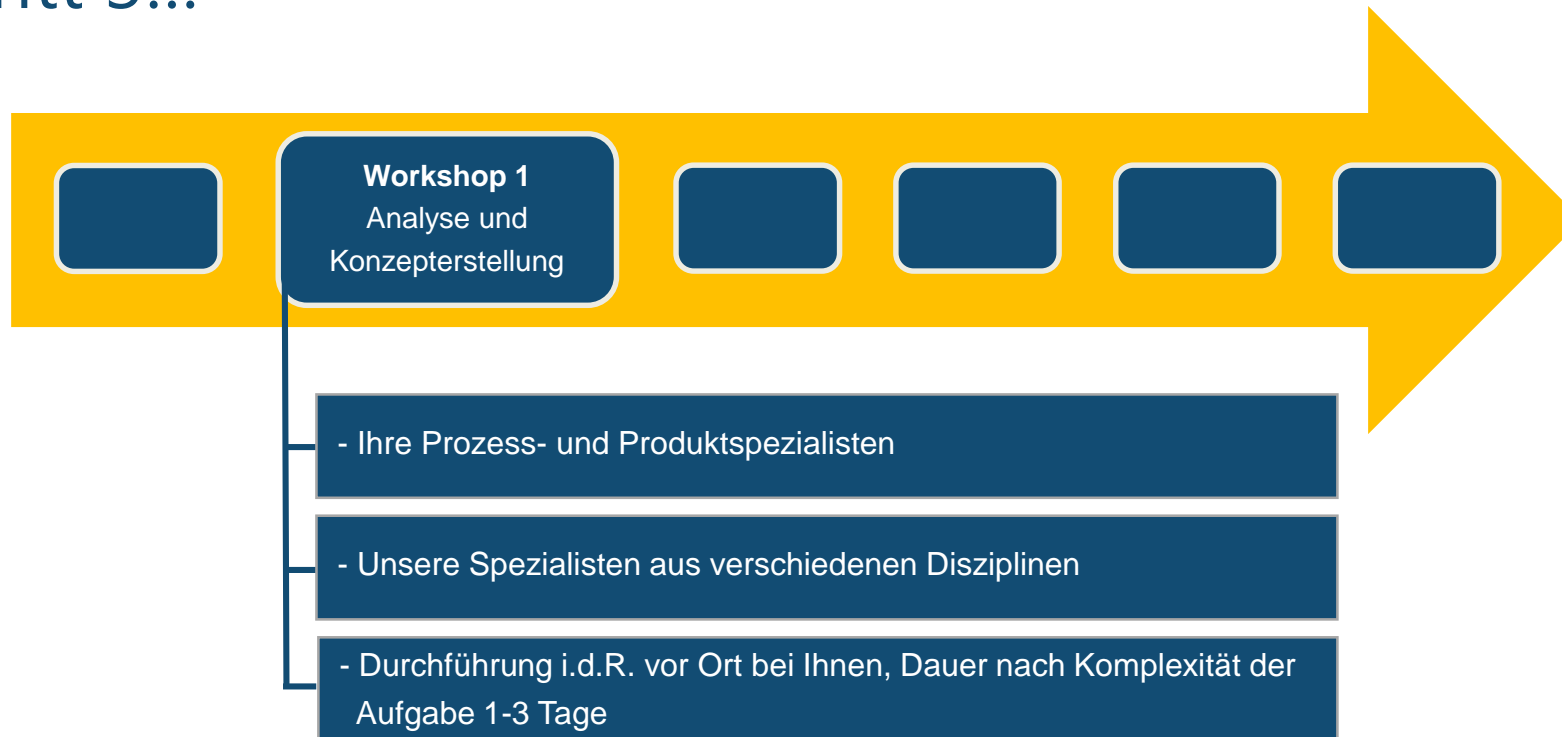 Workshop 1
Analyse und
Konzepterstellung
- Ihre Prozess- und Produktspezialisten
- Unsere Spezialisten aus verschiedenen Disziplinen
- Durchführung i.d.R. vor Ort bei Ihnen, Dauer nach Komplexität der
Aufgabe 1-3 Tage